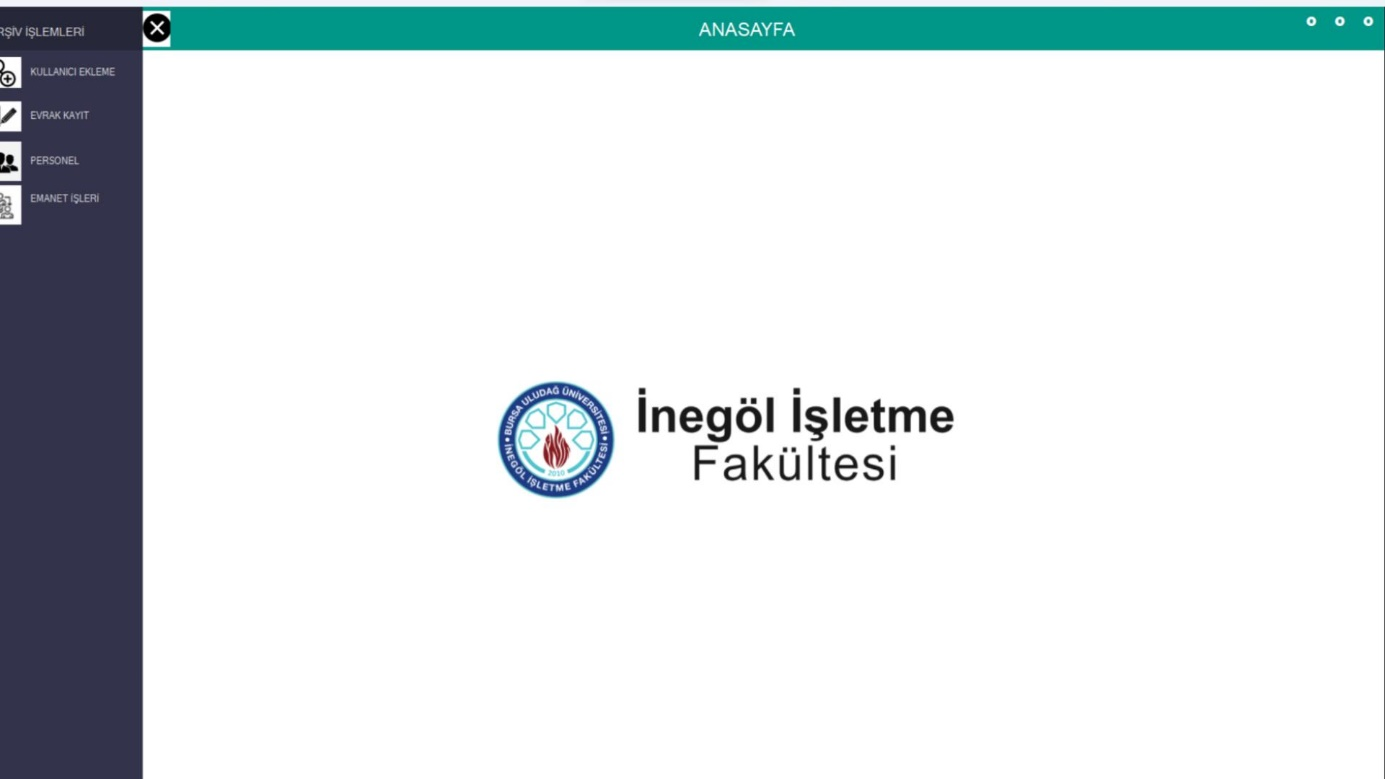 RŞİV İŞLEMLERİ
ANASAYFA
KULLANICI EKLEME
EVRAK KAYIT
PERSONEL
EMANET İŞLERİ
BURSA ULUDAĞ ÜNİVERSİTESİ
İNEGÖL İŞLETME FAKÜLTESİ
2010
İnegöl İşletme
Fakültesi